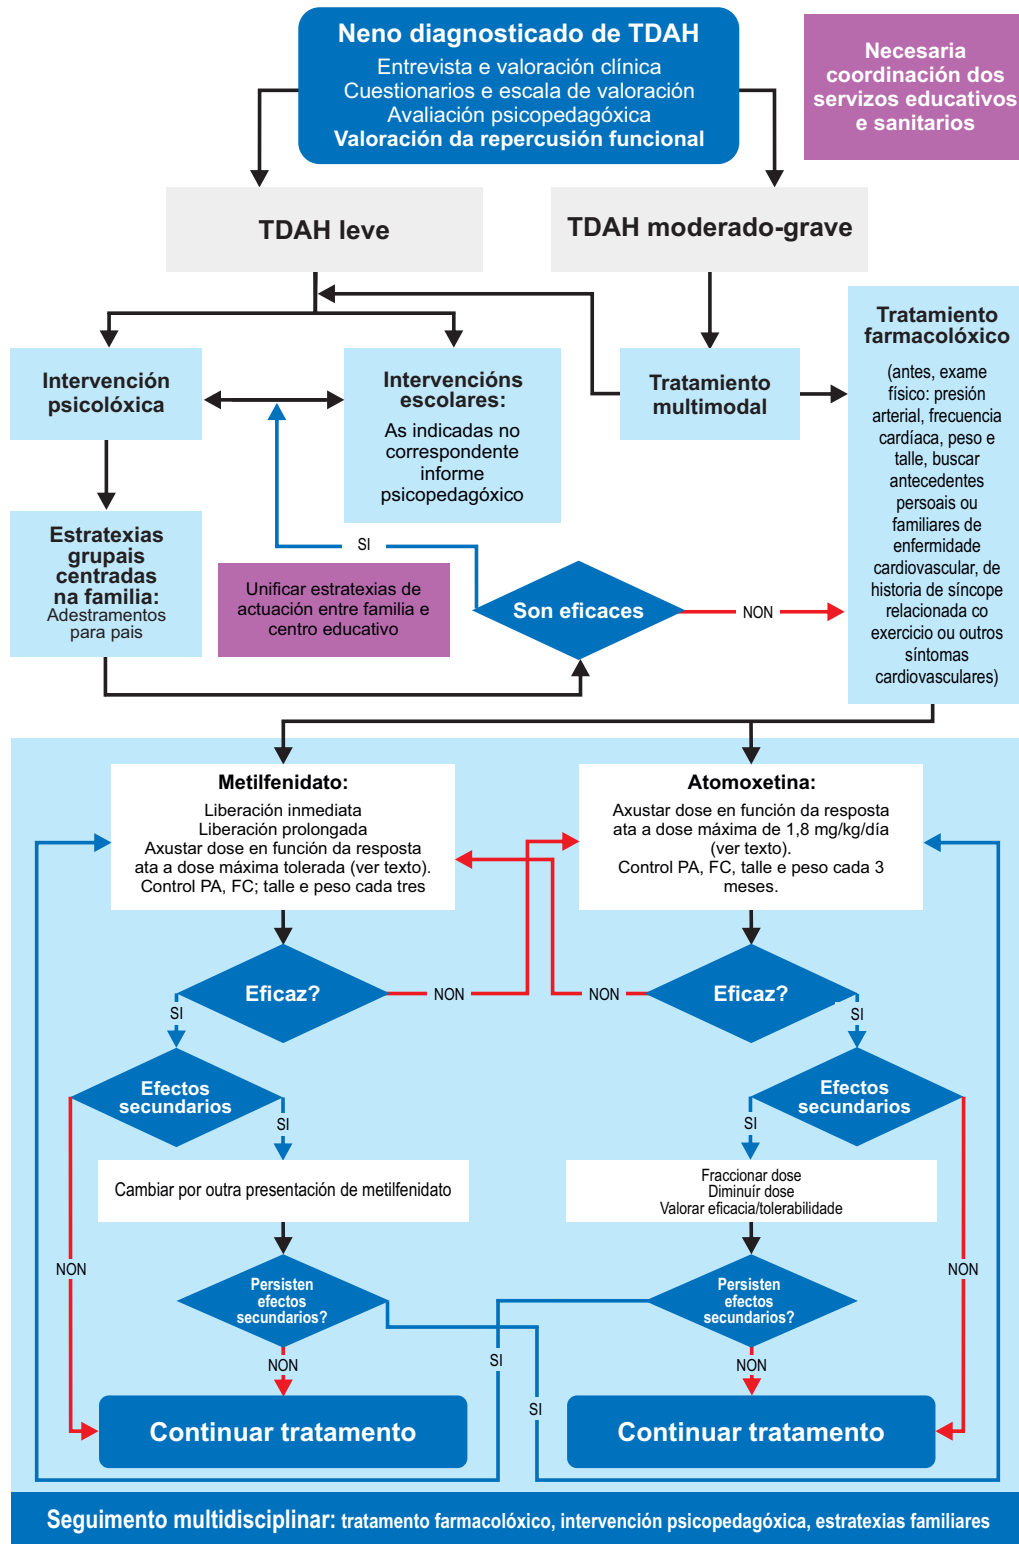 Neno diagnosticado de TDAH
Entrevista e valoración clínica
Cuestionarios e escala de valoración
Avaliación psicopedagóxica
Valoración da repercusión funcional
Necesaria
coordinación dos
servizos educativos
e sanitarios
TDAH leve
TDAH moderado-grave
Intervención
psicolóxica
Intervencións
escolares:
As indicadas no
correspondente
informe
psicopedagóxico
Tratamiento
multimodal
Tratamiento
farmacolóxico
(antes, exame
físico: presión
arterial, frecuencia
cardíaca, peso e
talle, buscar
antecedentes
persoais ou
familiares de
enfermidade
cardiovascular, de
historia de síncope
relacionada co
exercicio ou outros
síntomas
cardiovasculares)
Estratexias
grupais
centradas
na familia:
Adestramentos
para pais
SI
Unificar estratexias de
actuación entre familia e
centro educativo
Son eficaces
NON
Metilfenidato:
Liberación inmediata
Liberación prolongada
Axustar dose en función da resposta
ata a dose máxima tolerada (ver texto).
Control PA, FC; talle e peso cada tres
Atomoxetina:
Axustar dose en función da resposta
ata a dose máxima de 1,8 mg/kg/día
(ver texto).
Control PA, FC, talle e peso cada 3
meses.
Eficaz?
NON
NON
Eficaz?
SI
SI
Efectos
secundarios
Efectos
secundarios
SI
SI
Cambiar por outra presentación de metilfenidato
Fraccionar dose
Diminuír dose
Valorar eficacia/tolerabilidade
NON
NON
Persisten
efectos
secundarios?
Persisten
efectos
secundarios?
SI
NON
NON
SI
Continuar tratamento
Continuar tratamento
Seguimento multidisciplinar: tratamento farmacolóxico, intervención psicopedagóxica, estratexias familiares